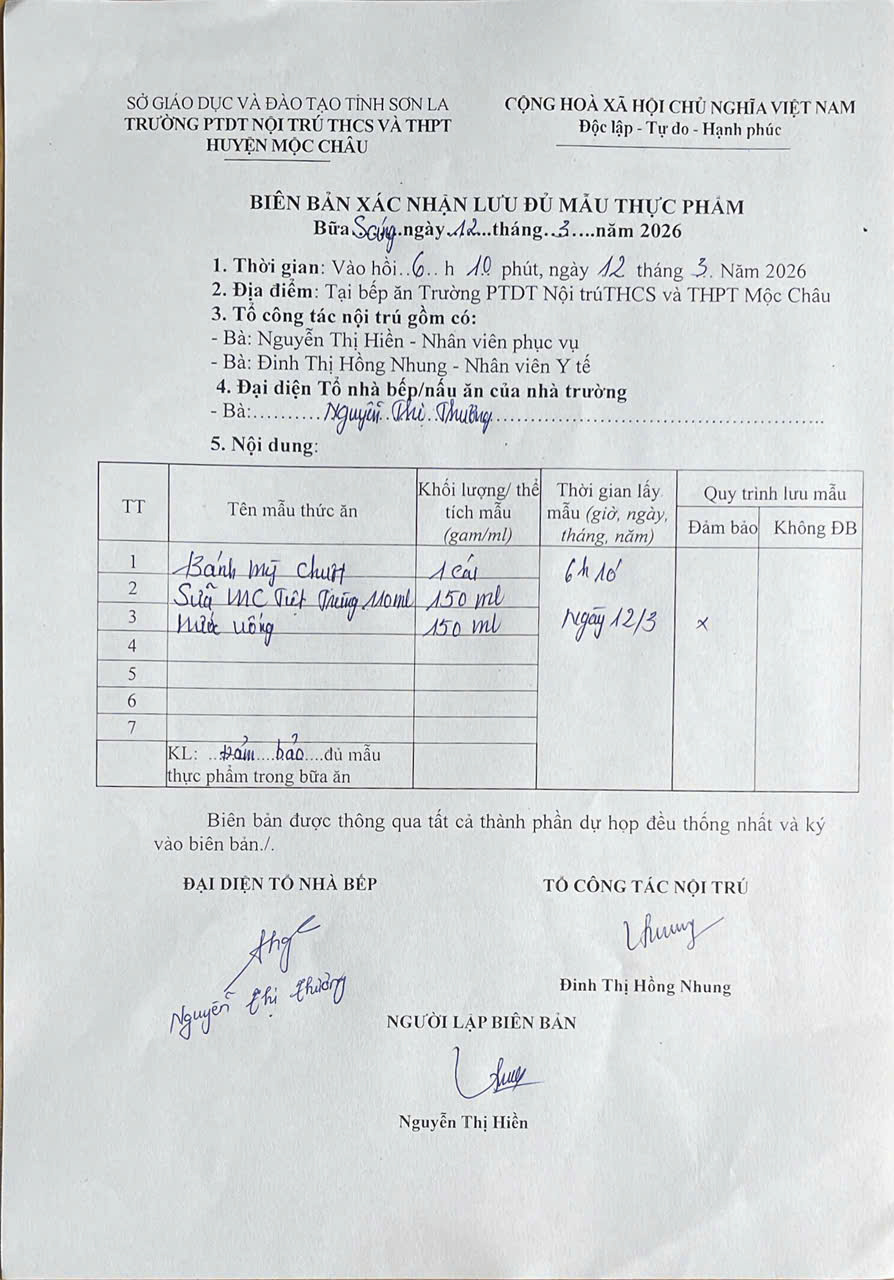 SỞ GIÁO DỤC VÀ ĐÀO TẠO TỈNH SƠN LA
TRƯỜNG PTDT NỘI TRÚ THCS VÀ THPT
HUYỆN MỘC CHÂU
CỘNG HOÀ XÃ HỘI CHỦ NGHĨA VIỆT NAM
Độc lập - Tự do - Hạnh phúc
BIÊN BẢN XÁC NHẬN LƯU ĐỦ MẪU THỰC PHẨM
Bữa Sáng ngày 12 tháng 3 năm 2026
1. Thời gian: Vào hồi 6 h 10 phút, ngày 12 tháng 3. Năm 2026
2. Địa điểm: Tại bếp ăn Trường PTDT Nội trúTHCS và THPT Mộc Châu
3. Tổ công tác nội trú gồm có:
- Bà: Nguyễn Thị Hiền - Nhân viên phục vụ
- Bà: Đinh Thị Hồng Nhung - Nhân viên Y tế
4. Đại diện Tổ nhà bếp/nấu ăn của nhà trường
- Bà: Nguyễn Thị Thương
5. Nội dung:
TT
Tên mẫu thức ăn
Khối lượng/ thể tích mẫu (gam/ml)
Thời gian lấy mẫu (giờ, ngày, tháng, năm)
Quy trình lưu mẫu
Đảm bảo
Không ĐB
1 Bánh mỳ 1 cái 6h10
2 Sữa MC Tiệt Trùng 110ml 150 ml
3 Nước uống 150 ml Ngày 12/3 x
4
5
6
7
KL: Đảm bảo đủ mẫu
thực phẩm trong bữa ăn
Biên bản được thông qua tất cả thành phần dự họp đều thống nhất và ký
vào biên bản./.
ĐẠI DIỆN TỔ NHÀ BẾP
TỔ CÔNG TÁC NỘI TRÚ
Nhung
Đinh Thị Hồng Nhung
Nguyễn Thị Thương
NGƯỜI LẬP BIÊN BẢN
Nguyễn Thị Hiền